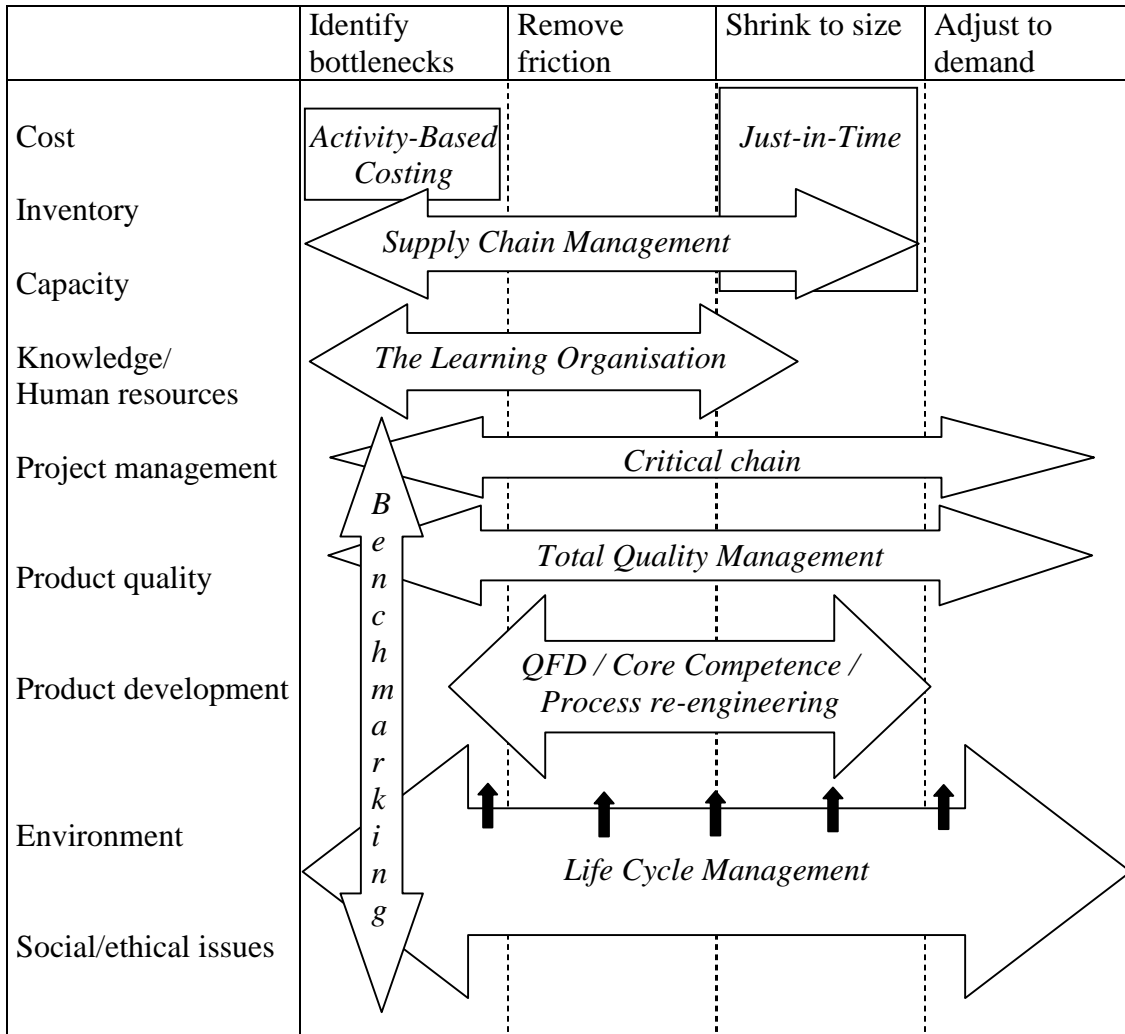 Identify
bottlenecks
Remove
friction
Shrink to size
Adjust to
demand
Cost
Activity-Based
Costing
Just-in-Time
Inventory
Supply Chain Management
Capacity
Knowledge/
Human resources
The Learning Organisation
Project management
Critical chain
Benchmarking
Product quality
Total Quality Management
Product development
QFD / Core Competence /
Process re-engineering
Environment
Life Cycle Management
Social/ethical issues